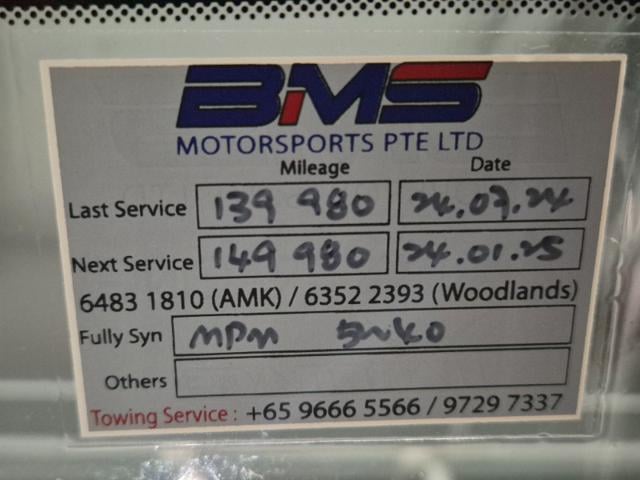 BMS
MOTORSPORTS PTE LTD
Mileage Date
Last Service 139 980 24.07.24
Next Service 149 980 24.01.25
6483 1810 (AMK) / 6352 2393 (Woodlands)
Fully Syn MPM 5W40
Others
Towing Service : +65 9666 5566 / 9729 7337